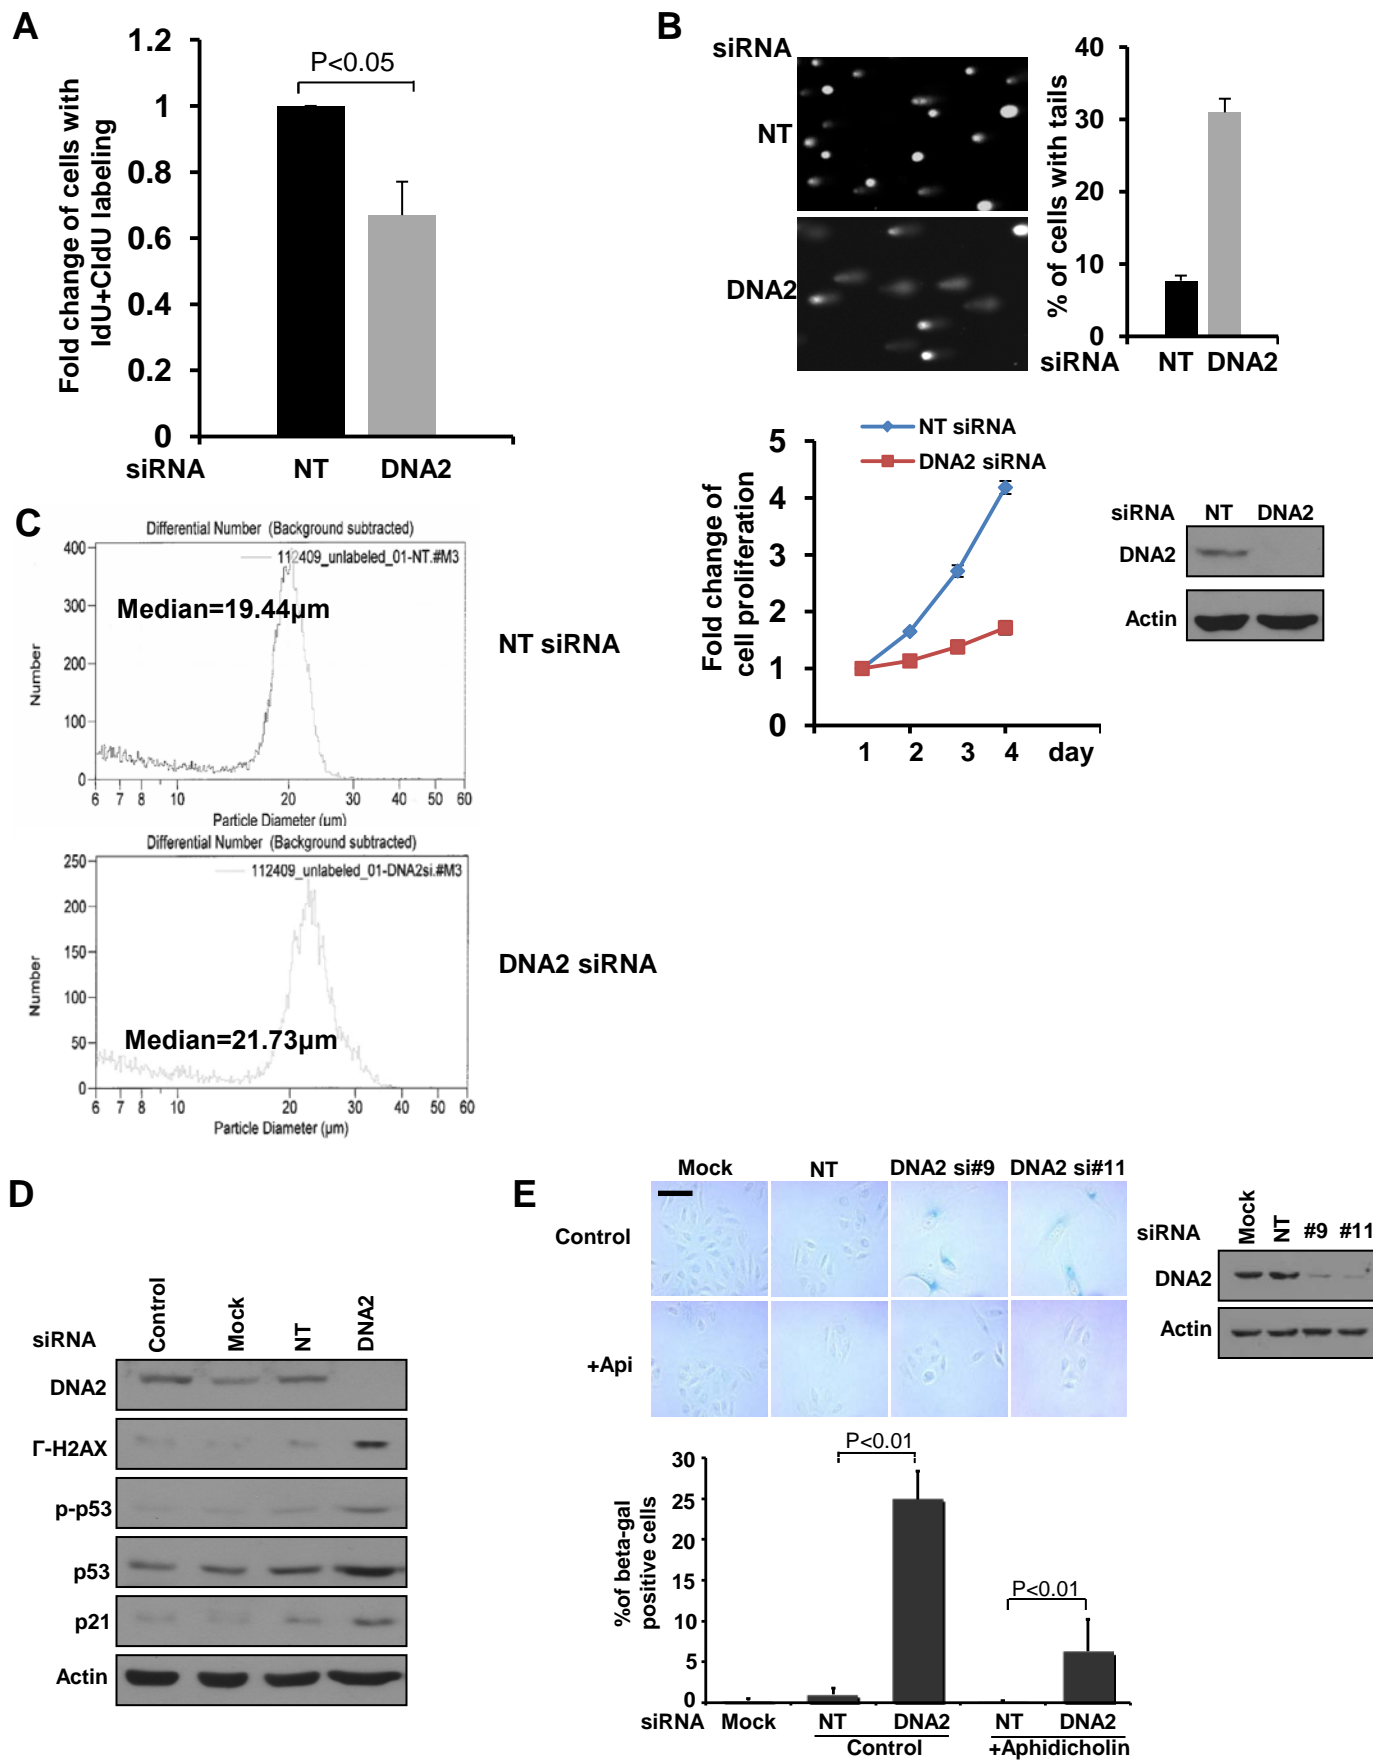 A
1.2
1
0.8
0.6
0.4
0.2
0
Fold change of cells with
IdU+CldU labeling
P<0.05
siRNA NT DNA2
B
siRNA
NT
DNA2
40
30
20
10
0
% of cells with tails
siRNA NT DNA2
5
4
3
2
1
0
Fold change of
cell proliferation
NT siRNA
DNA2 siRNA
1 2 3 4 day
siRNA NT DNA2
DNA2
Actin
C
Differential Number (Background subtracted)
112409_unlabeled_01-NT.#M3
Median=19.44µm
400
300
200
100
0
Number
6 7 8 10 20 30 40 50 60
Particle Diameter (µm)
NT siRNA
Differential Number (Background subtracted)
112409_unlabeled_01-DNA2si.#M3
Median=21.73µm
250
200
150
100
50
0
Number
6 7 8 10 20 30 40 50 60
Particle Diameter (µm)
DNA2 siRNA
D
siRNA Control Mock NT DNA2
DNA2
Γ-H2AX
p-p53
p53
p21
Actin
E
Mock NT DNA2 si#9 DNA2 si#11
Control
+Api
siRNA Mock NT #9 #11
DNA2
Actin
30
25
20
15
10
5
0
%of beta-gal
positive cells
P<0.01
P<0.01
siRNA Mock NT DNA2 NT DNA2
Control +Aphidicholin